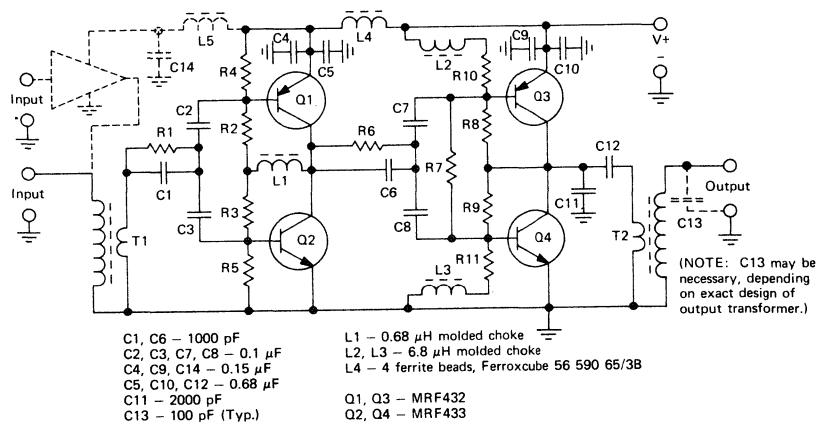 L5
L4
C9
V+
C4
C14
C5
L2
C10
–
R4
R10
Input
C2
Q1
C7
Q3
R1
R2
R6
R8
C12
Input
L1
R7
C1
C6
Output
C11
R3
R9
C3
C8
T1
Q2
Q4
T2
C13
R5
L3
R11
(NOTE: C13 may be
necessary, depending
on exact design of
output transformer.)
C1, C6 – 1000 pF
C2, C3, C7, C8 – 0.1 μF
C4, C9, C14 – 0.15 μF
C5, C10, C12 – 0.68 μF
C11 – 2000 pF
C13 – 100 pF (Typ.)
L1 – 0.68 μH molded choke
L2, L3 – 6.8 μH molded choke
L4 – 4 ferrite beads, Ferroxcube 56 590 65/3B
Q1, Q3 – MRF432
Q2, Q4 – MRF433